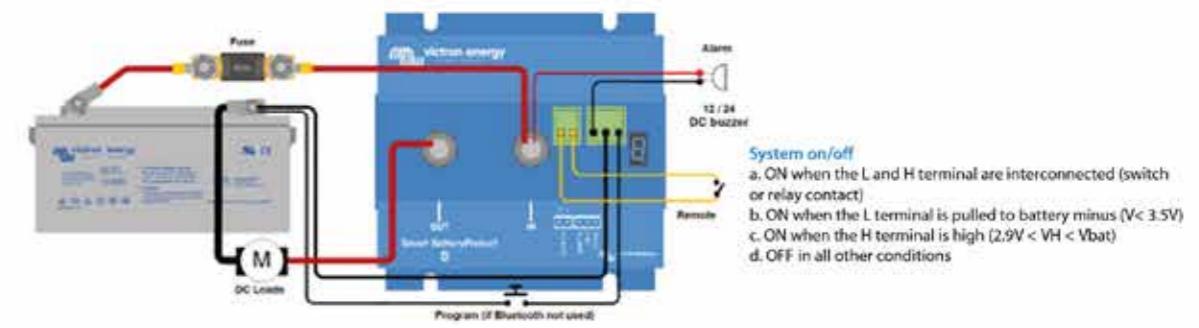 Fuse
victron energy
Alarm
12 / 24
DC buzzer
victron energy
System on/off
a. ON when the L and H terminal are interconnected (switch
or relay contact)
b. ON when the L terminal is pulled to battery minus (V< 3.5V)
c. ON when the H terminal is high (2.9V < VH < Vbat)
d. OFF in all other conditions
Remote
OUT
IN
Smart BatteryProtect
M
DC Loads
Program (if Bluetooth not used)